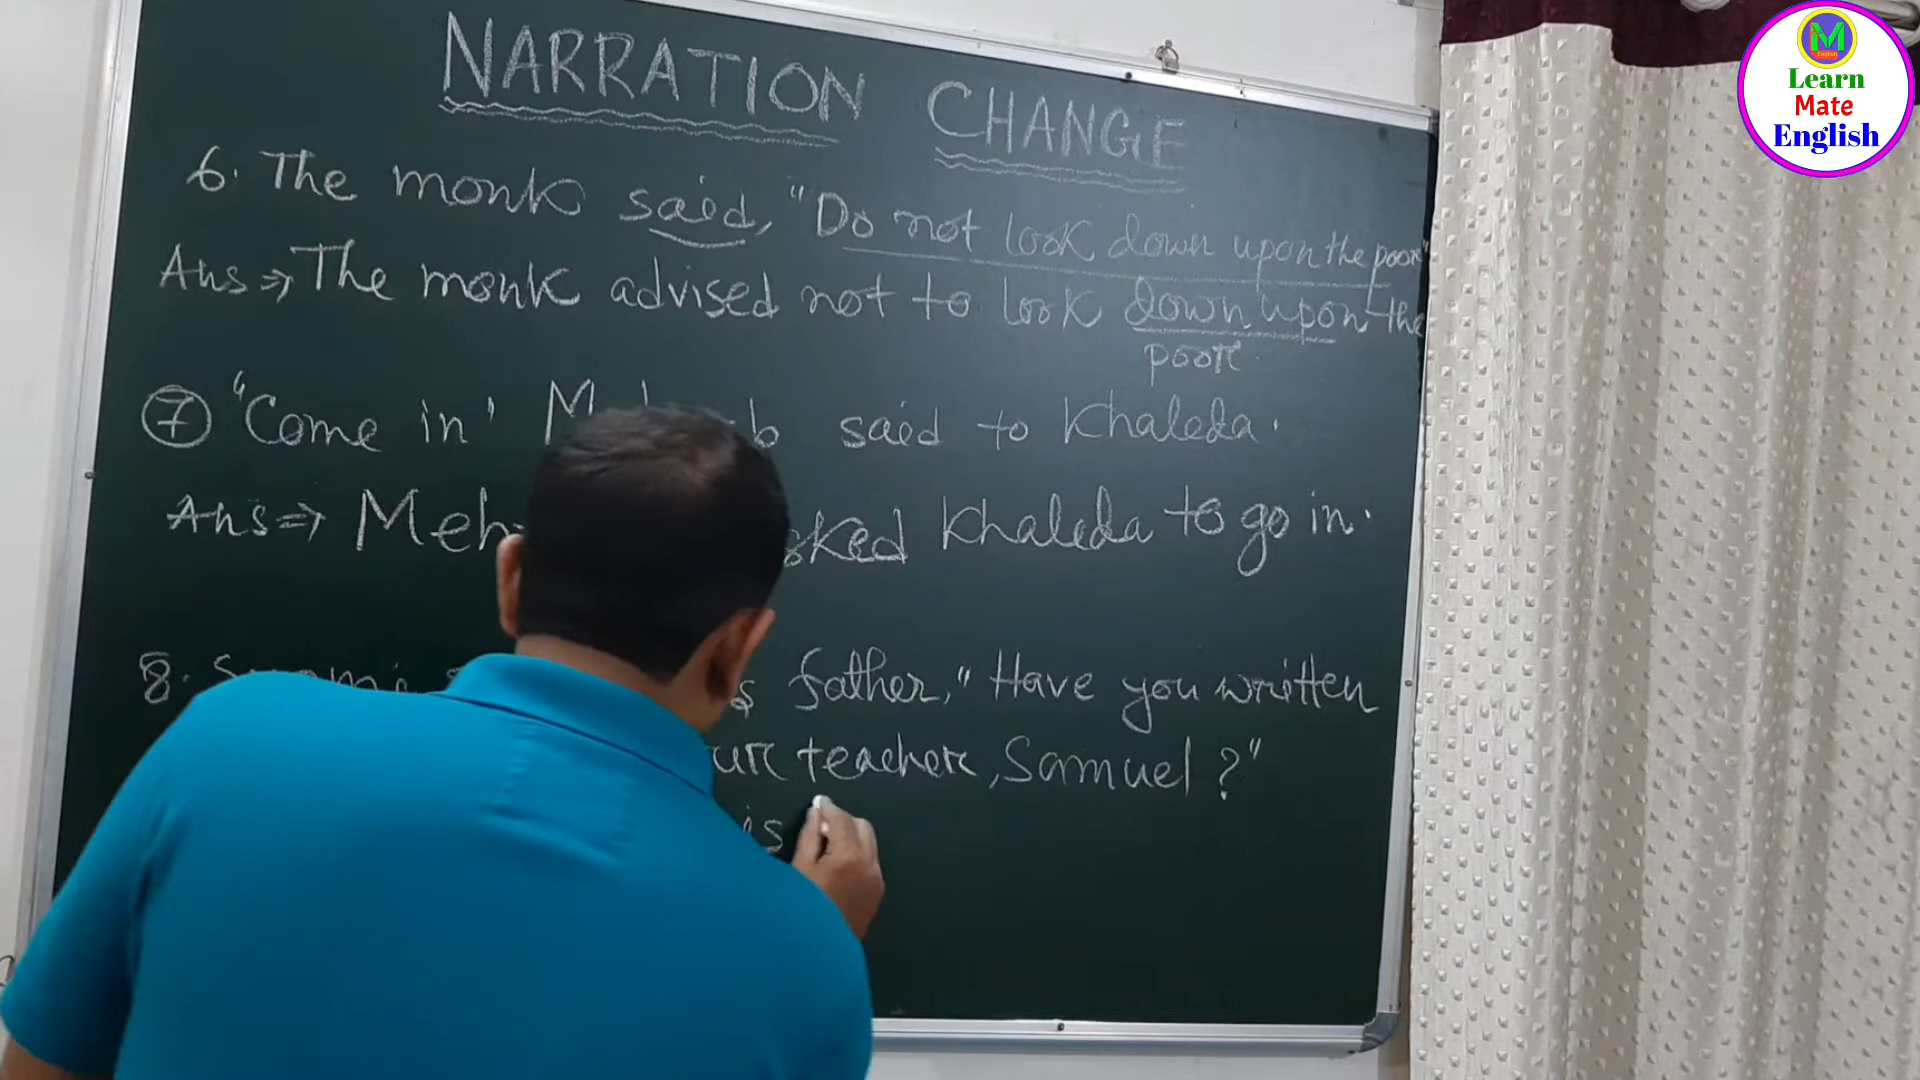 NARRATION CHANGE
6. The monk said, "Do not look down upon the poor"
Ans ⇒ The monk advised not to look down upon the
poor
7 "Come in" said to Khaleda.
Ans ⇒ Khaleda to go in.
8. father, "Have you written
teacher, Samuel ?"
M
Learn
Mate
English